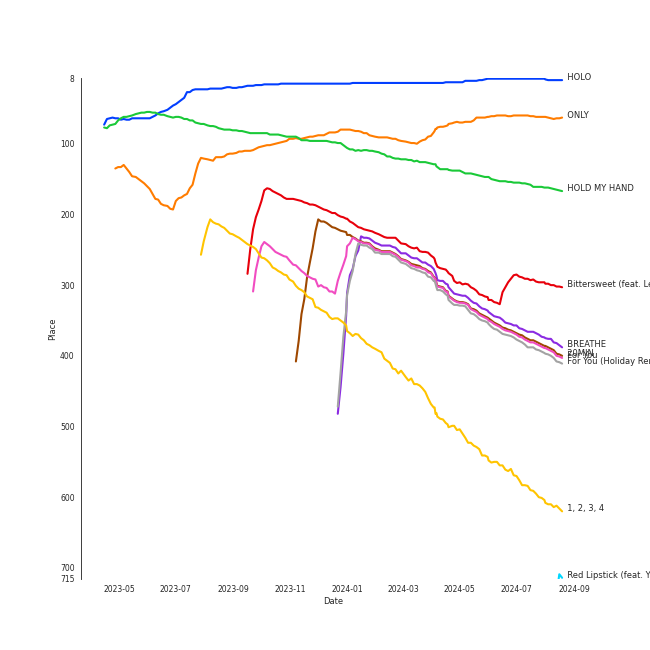 8
100
200
300
400
500
600
700
715
Place
HOLO
ONLY
HOLD MY HAND
Bittersweet (feat. Le
BREATHE
20MIN
For You (Holiday Rem
1, 2, 3, 4
Red Lipstick (feat. Y
2023-05
2023-07
2023-09
2023-11
2024-01
2024-03
2024-05
2024-07
2024-09
Date